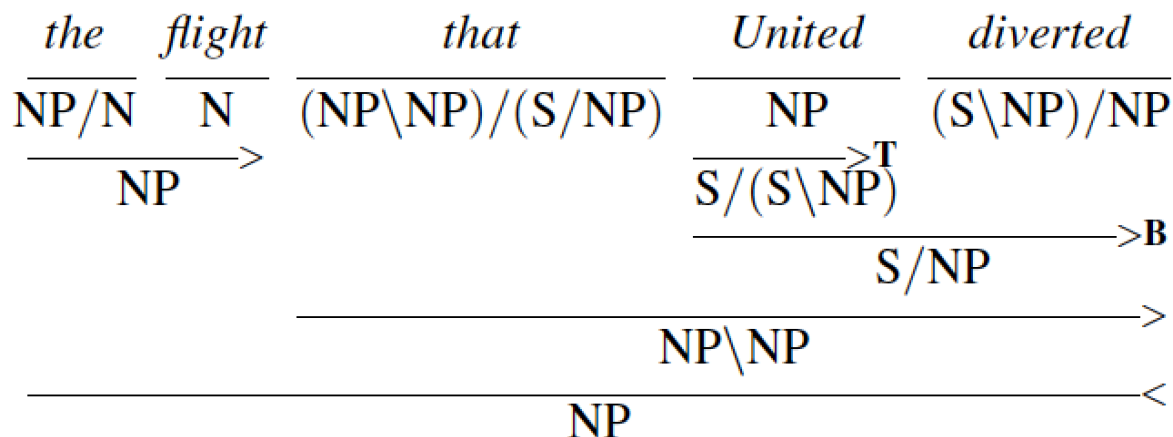 the flight that United diverted
NP/N N (NP\NP)/(S/NP) NP (S\NP)/NP
> >T
NP S/(S\NP)
>B
S/NP
>
NP\NP
<
NP